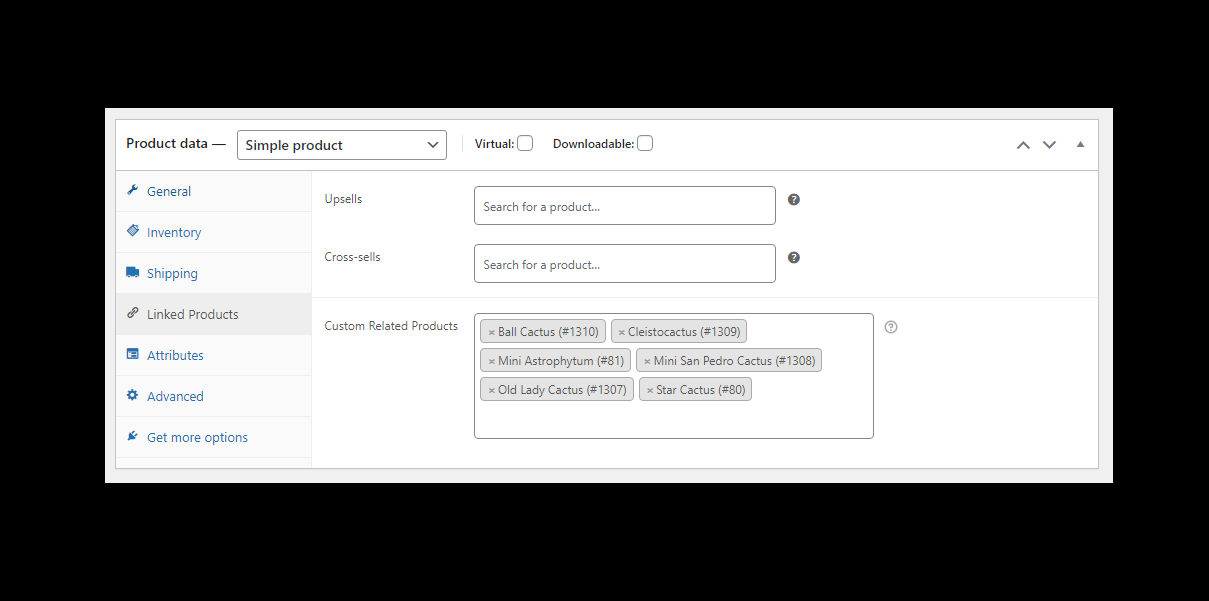 Product data — Simple product Virtual: Downloadable:
General
Inventory
Shipping
Linked Products
Attributes
Advanced
Get more options
Upsells Search for a product...
Cross-sells Search for a product...
Custom Related Products
× Ball Cactus (#1310) × Cleistocactus (#1309)
× Mini Astrophytum (#81) × Mini San Pedro Cactus (#1308)
× Old Lady Cactus (#1307) × Star Cactus (#80)